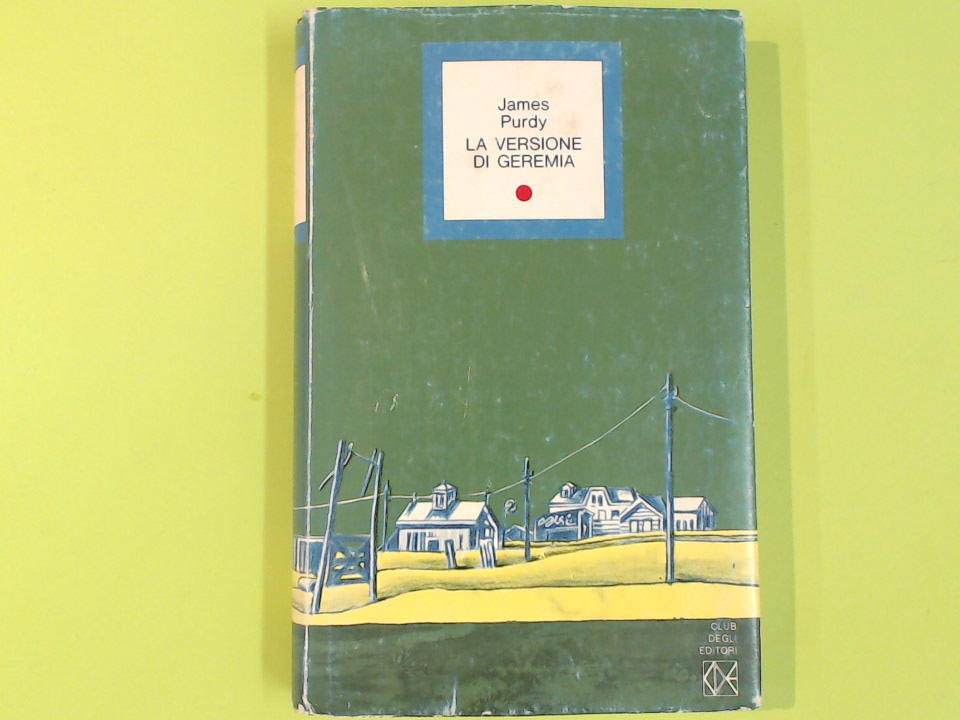 James
Purdy
LA VERSIONE
DI GEREMIA
CLUB
DEGLI
EDITORI